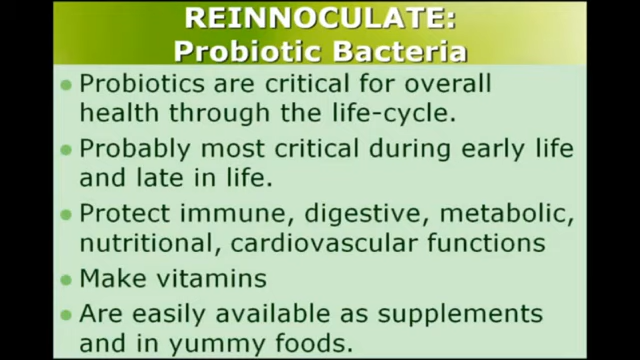 REINNOCULATE:
Probiotic Bacteria
Probiotics are critical for overall
health through the life-cycle.
Probably most critical during early life
and late in life.
Protect immune, digestive, metabolic,
nutritional, cardiovascular functions
Make vitamins
Are easily available as supplements
and in yummy foods.